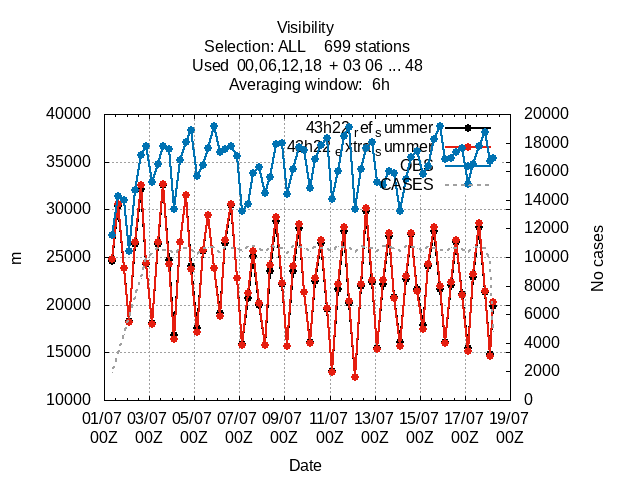 Visibility
Selection: ALL 699 stations
Used 00,06,12,18 + 03 06 ... 48
Averaging window: 6h
40000
35000
30000
25000
20000
15000
10000
m
20000
18000
16000
14000
12000
10000
8000
6000
4000
2000
0
No cases
43h22_ref_summer
43h22_extra_summer
OBS
CASES
01/07 03/07 05/07 07/07 09/07 11/07 13/07 15/07 17/07 19/07
00Z 00Z 00Z 00Z 00Z 00Z 00Z 00Z 00Z 00Z
Date